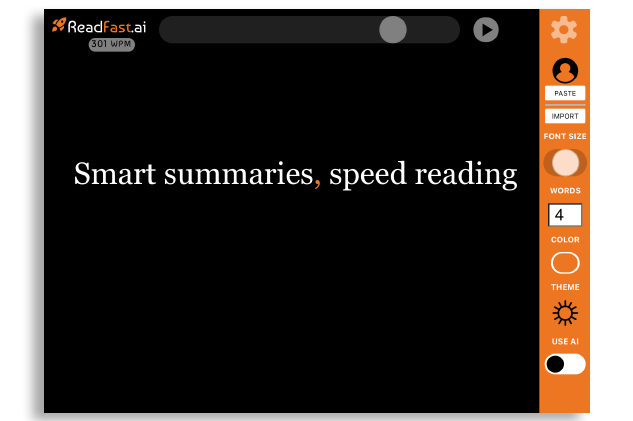 ReadFast.ai
301 WPM
PASTE
IMPORT
FONT SIZE
Smart summaries, speed reading
WORDS
4
COLOR
THEME
USE AI